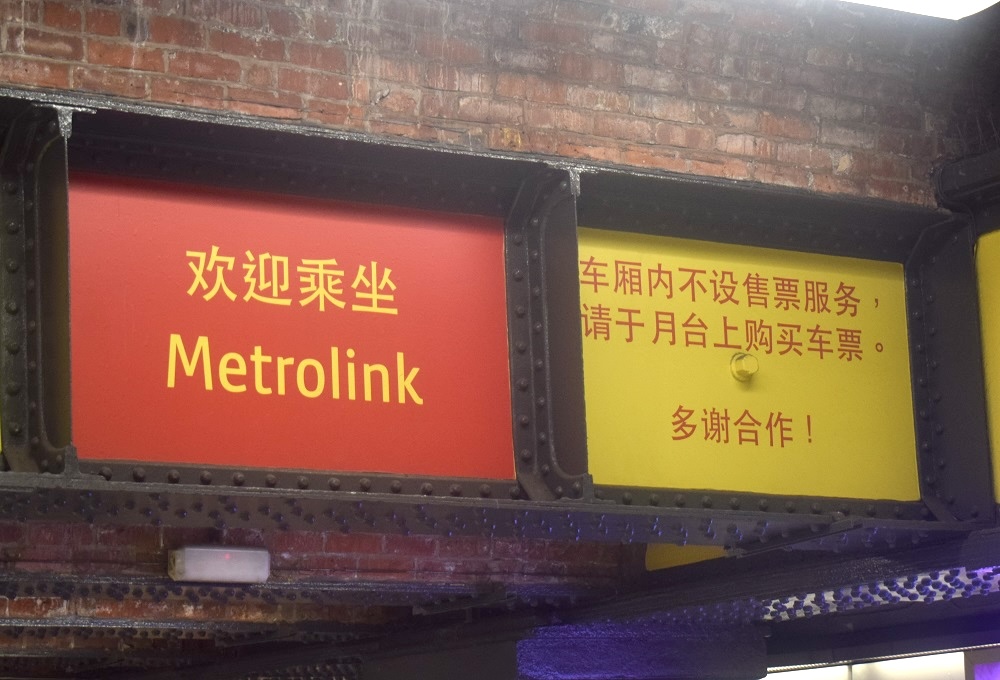 欢迎乘坐
Metrolink
车厢内不设售票服务，
请于月台上购买车票。
多谢合作！